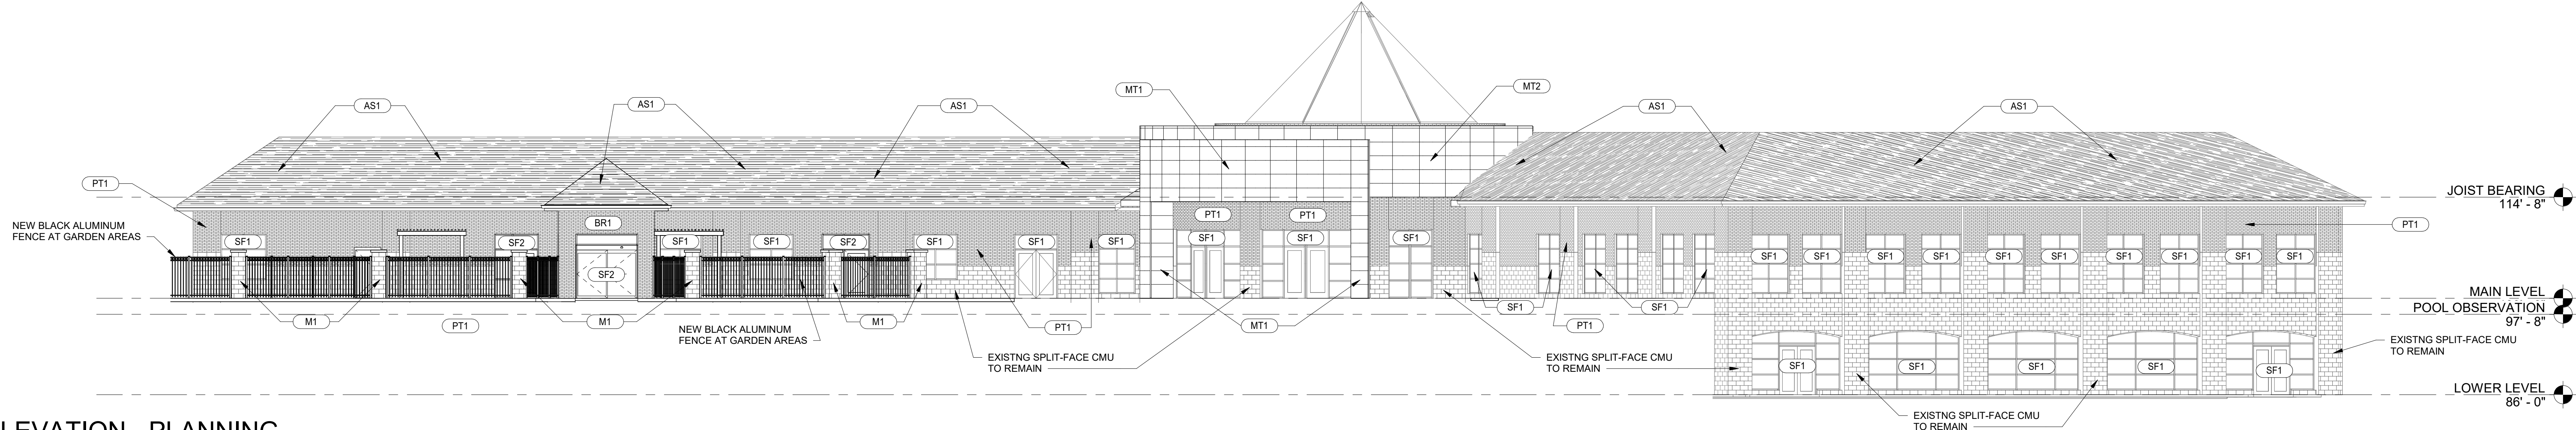 MT1
MT2
AS1
AS1
AS1
AS1
AS1
PT1
JOIST BEARING
114' - 8"
NEW BLACK ALUMINUM
FENCE AT GARDEN AREAS
BR1
PT1
PT1
PT1
SF1
SF2
SF1
SF1
SF2
SF1
SF1
SF1
SF1
SF1
SF1
SF2
SF1
SF1
SF1
SF1
SF1
SF1
SF1
SF1
SF1
SF1
MAIN LEVEL
POOL OBSERVATION
97' - 8"
M1
PT1
M1
M1
NEW BLACK ALUMINUM
FENCE AT GARDEN AREAS
PT1
MT1
SF1
SF1
PT1
EXISTNG SPLIT-FACE CMU
TO REMAIN
EXISTNG SPLIT-FACE CMU
TO REMAIN
EXISTNG SPLIT-FACE CMU
TO REMAIN
SF1
SF1
SF1
SF1
SF1
LOWER LEVEL
86' - 0"
EXISTNG SPLIT-FACE CMU
TO REMAIN
LEVATION - PLANNING